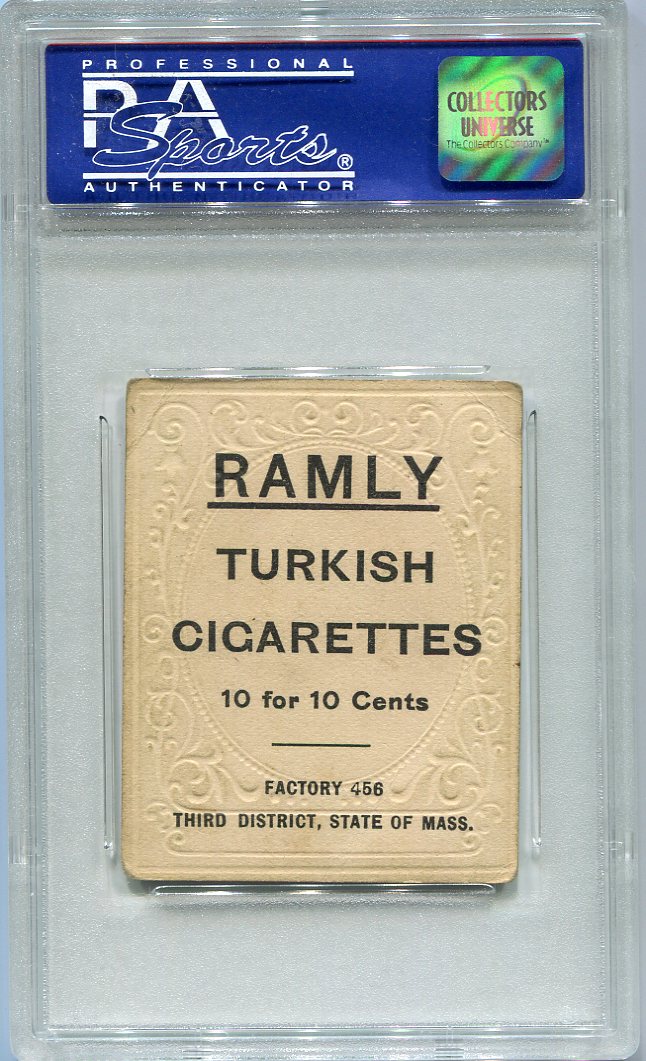 PROFESSIONAL
PSA
Sports®
AUTHENTICATOR
COLLECTORS
UNIVERSE
The Collectors Company™
RAMLY
TURKISH
CIGARETTES
10 for 10 Cents
FACTORY 456
THIRD DISTRICT, STATE OF MASS.